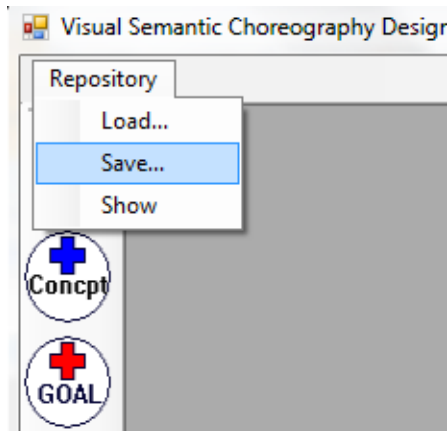 Visual Semantic Choreography Design
Repository
Load...
Save...
Show
Concpt
GOAL